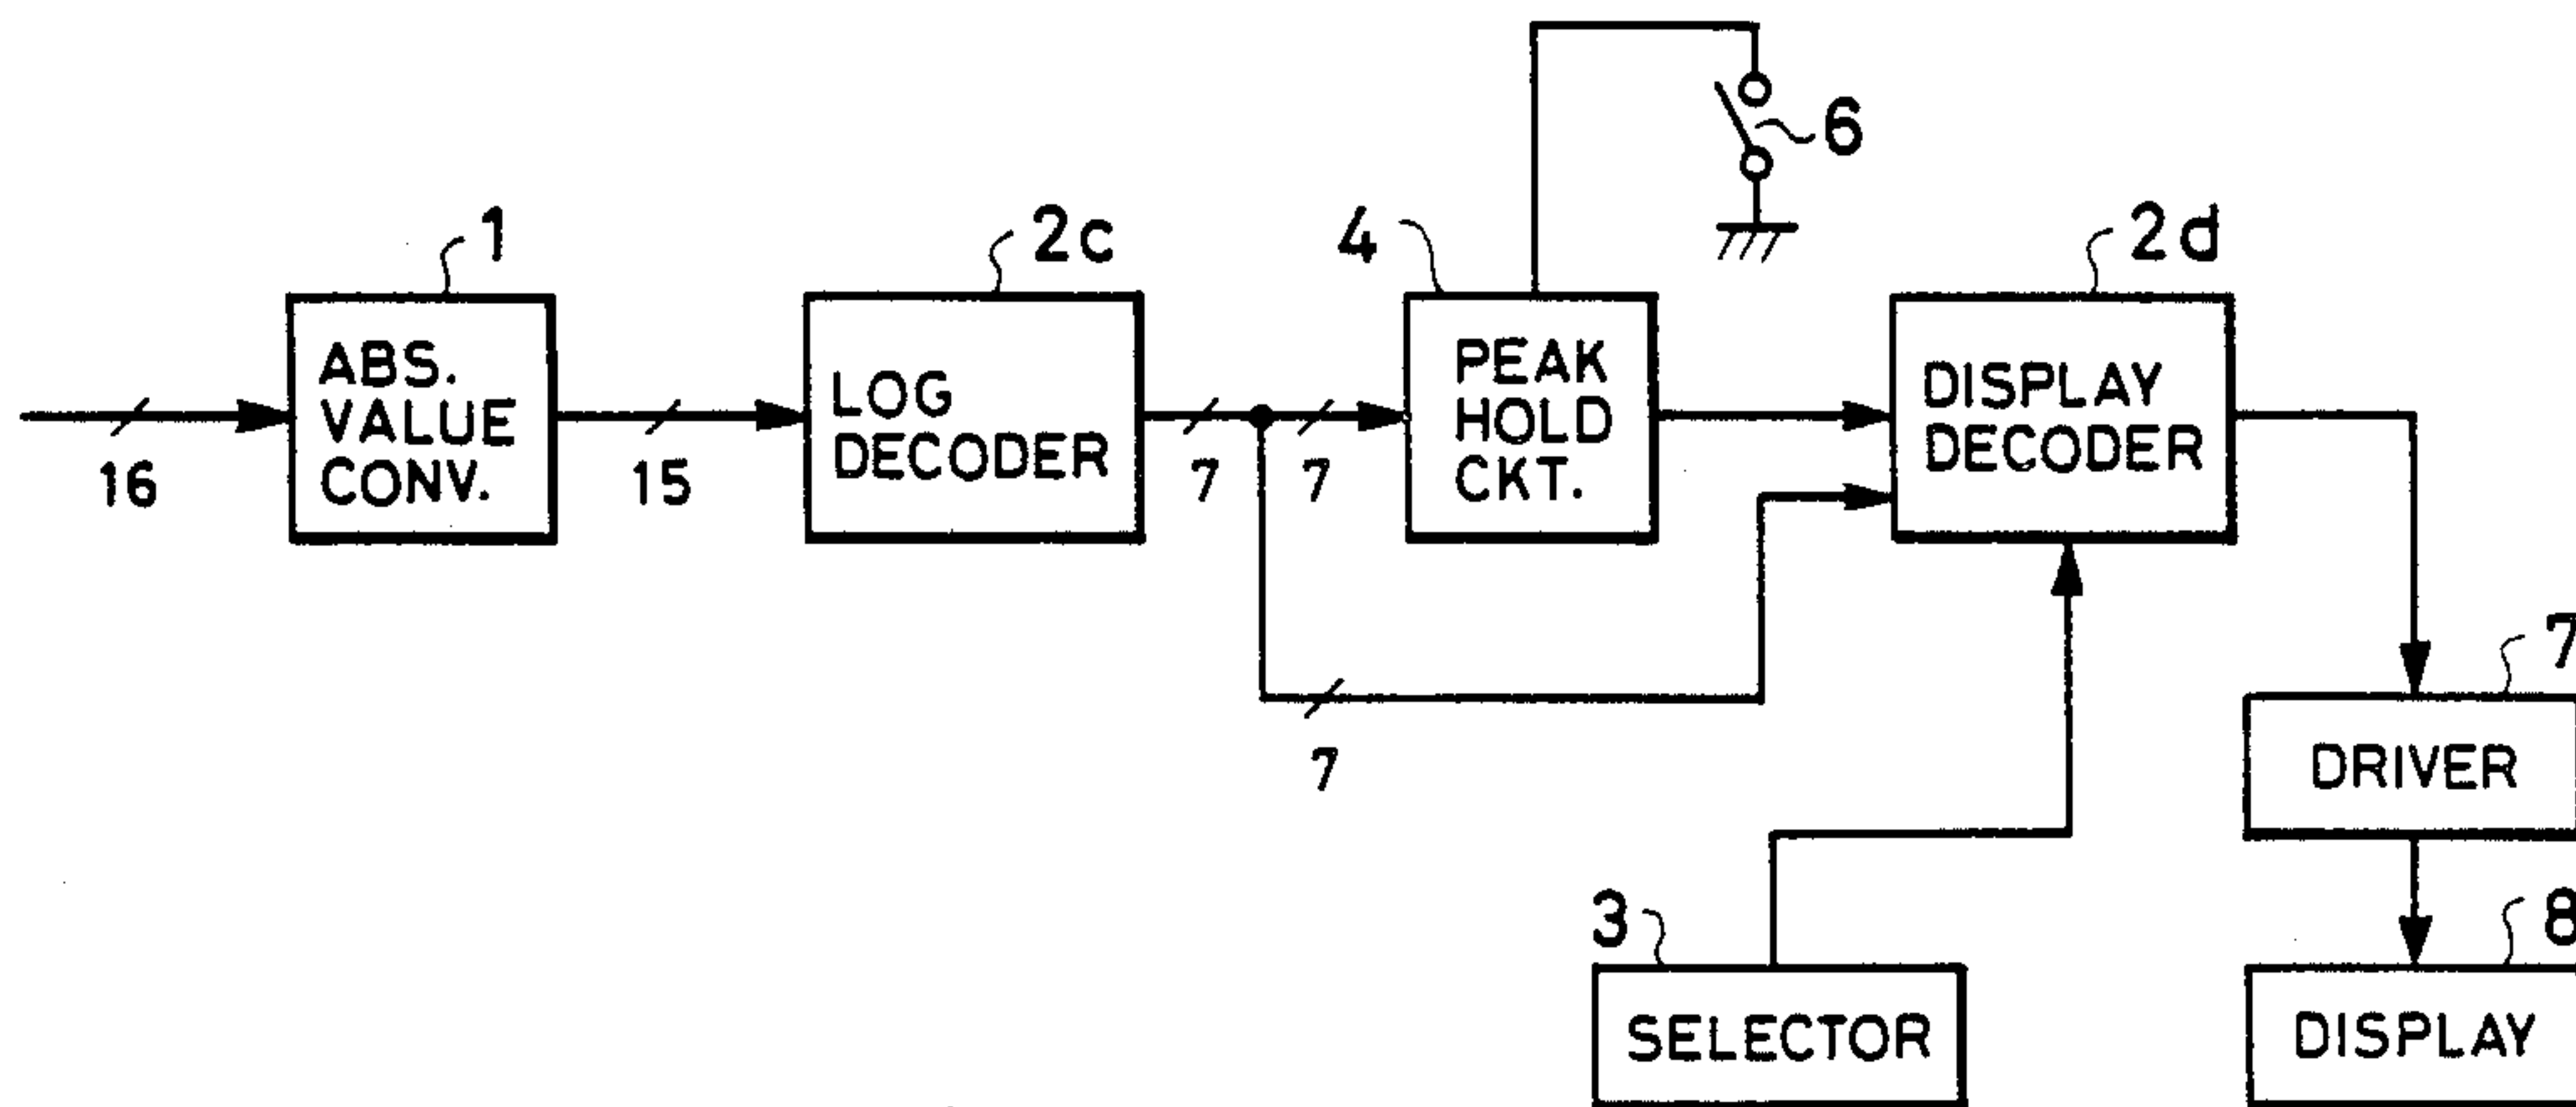 6
1
2c
4
2d
ABS.
VALUE
CONV.
LOG
DECODER
PEAK
HOLD
CKT.
DISPLAY
DECODER
16
15
7
7
7
7
DRIVER
3
8
SELECTOR
DISPLAY